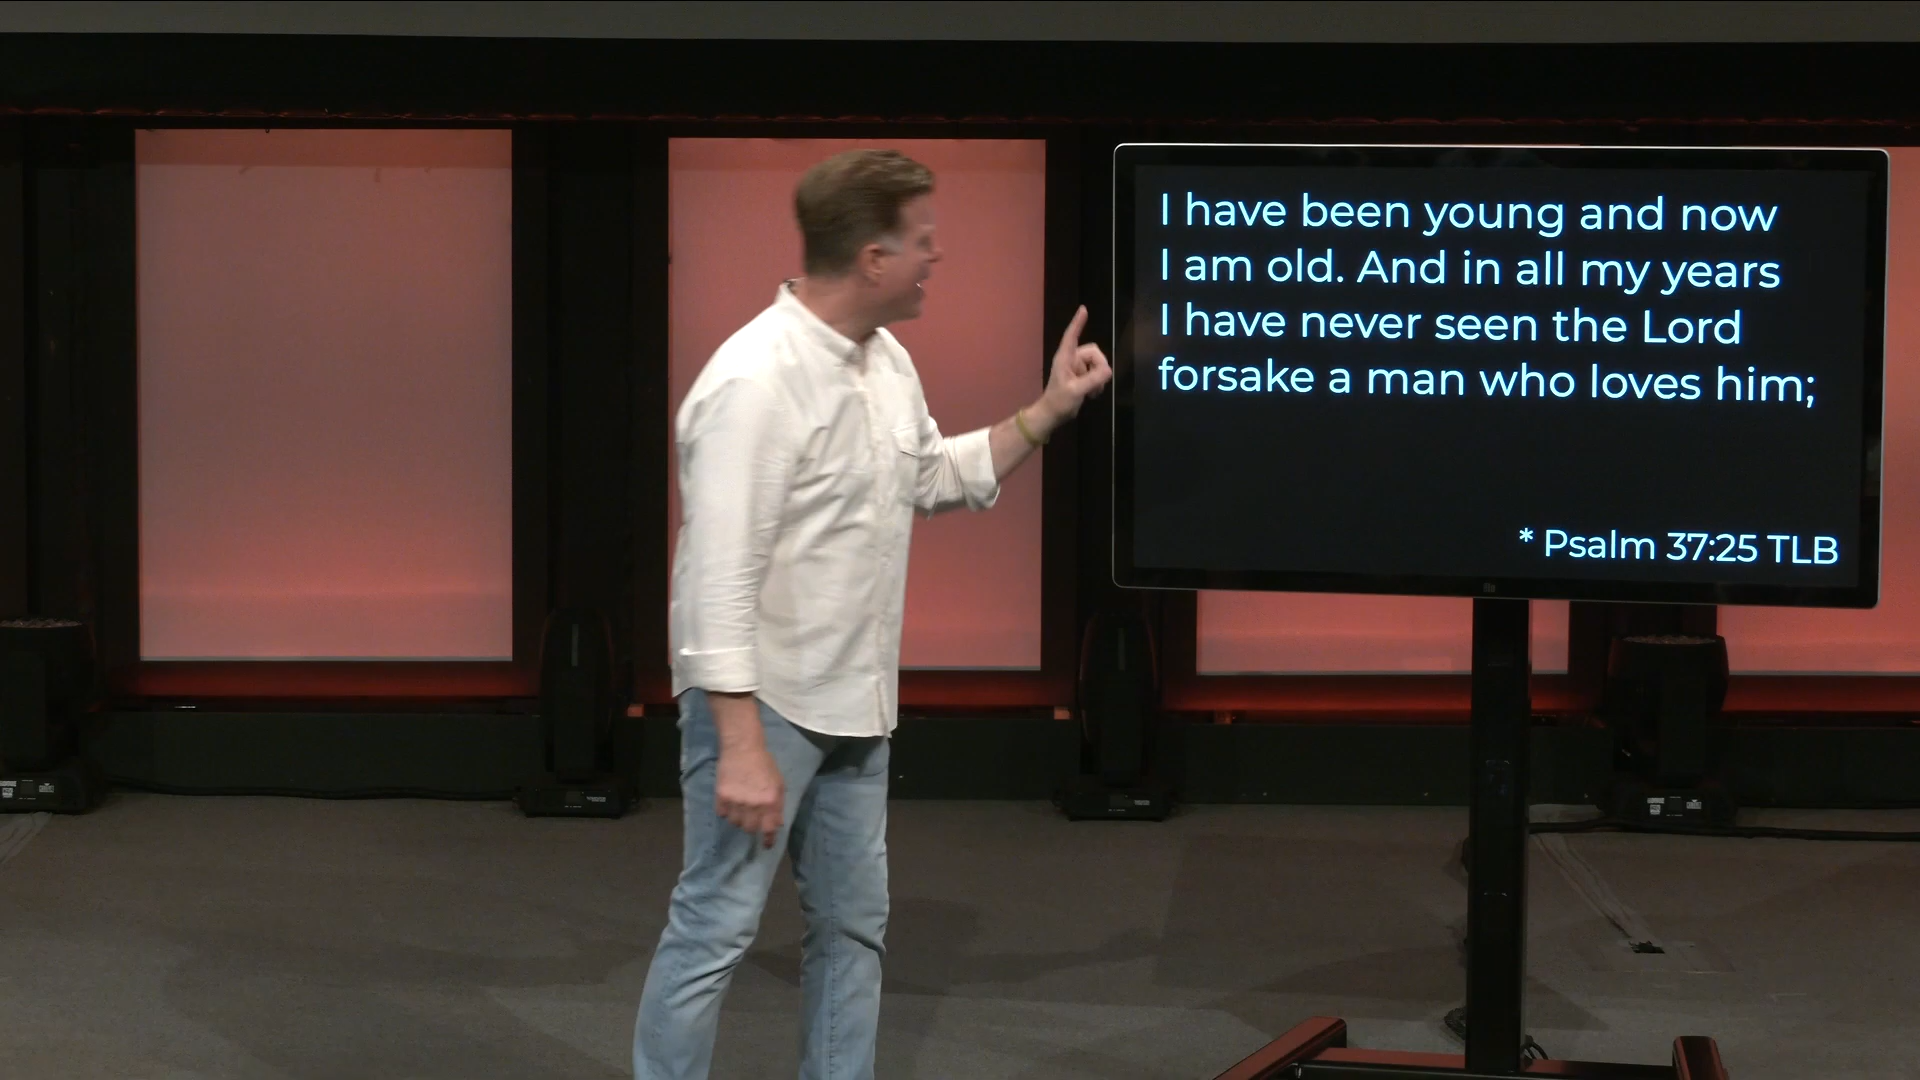 I have been young and now
I am old. And in all my years
I have never seen the Lord
forsake a man who loves him;
* Psalm 37:25 TLB